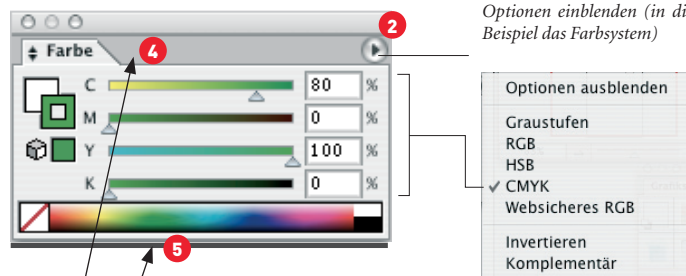 Optionen einblenden (in
Beispiel das Farbsystem)
2
Farbe
4
C 80 %
M 0 %
Y 100 %
K 0 %
5
Optionen ausblenden
Graustufen
RGB
HSB
✓ CMYK
Websicheres RGB
Invertieren
Komplementär